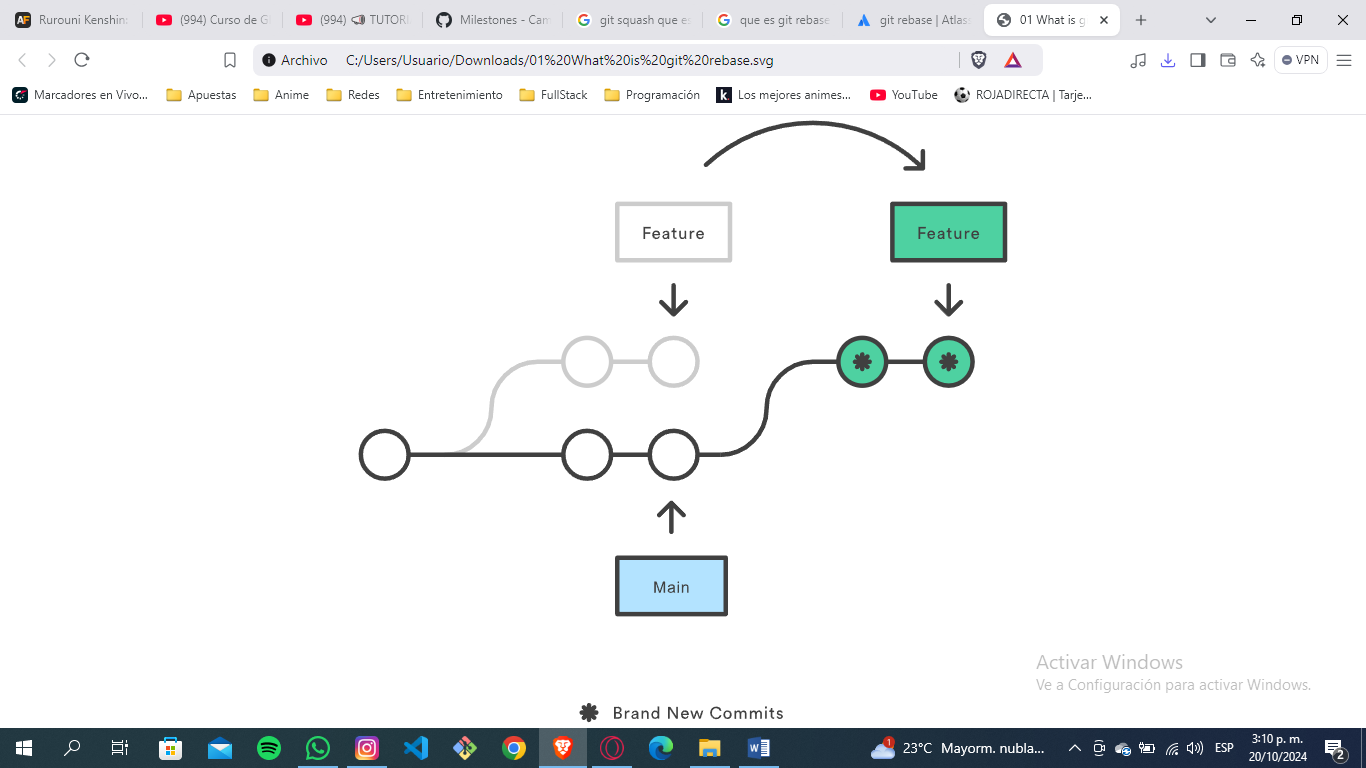 Rurouni Kenshin:
(994) Curso de G
(994) 📢 TUTORI
Milestones - Cam
git squash que es
que es git rebase
git rebase | Atlas
01 What is g
Archivo C:/Users/Usuario/Downloads/01%20What%20is%20git%20rebase.svg
VPN
Marcadores en Vivo...
Apuestas
Anime
Redes
Entretenimiento
FullStack
Programación
Los mejores animes...
YouTube
ROJADIRECTA | Tarje...
Feature
Feature
Main
Activar Windows
Ve a Configuración para activar Windows.
Brand New Commits
1
23°C Mayorm. nubla...
ESP
3:10 p. m.
20/10/2024
2